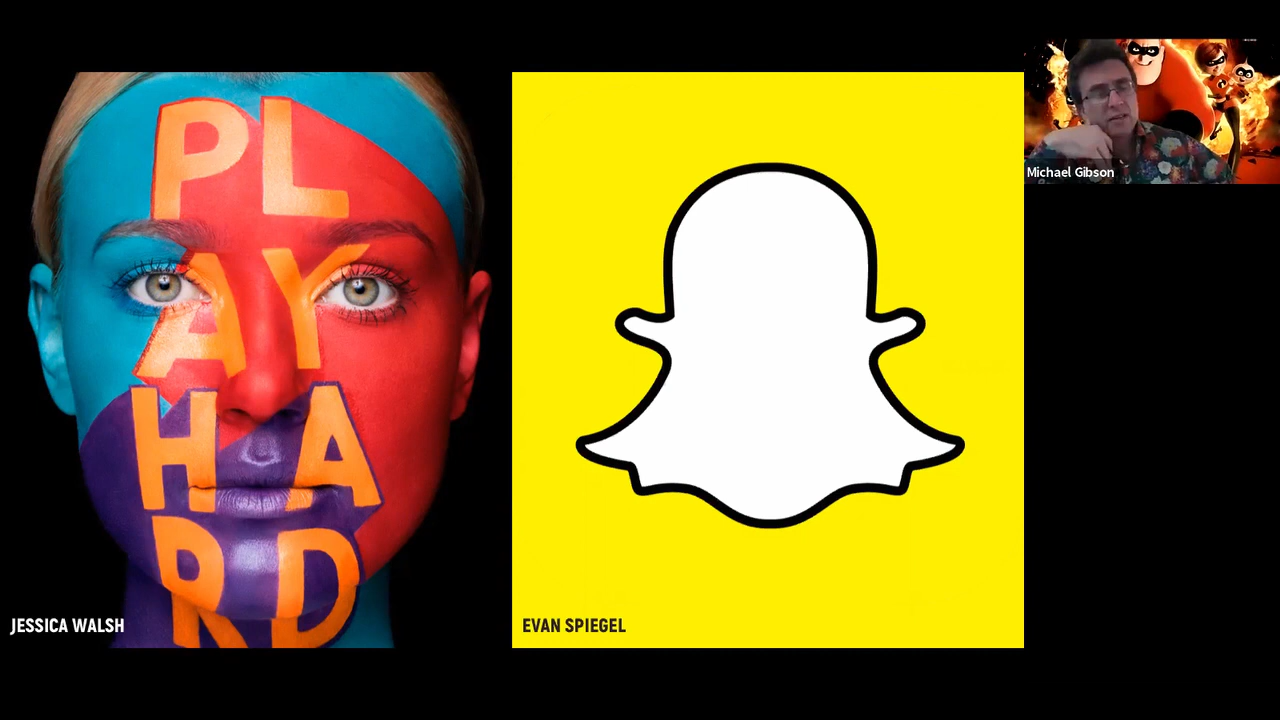 PL
AY
HA
RD
JESSICA WALSH
EVAN SPIEGEL
Michael Gibson